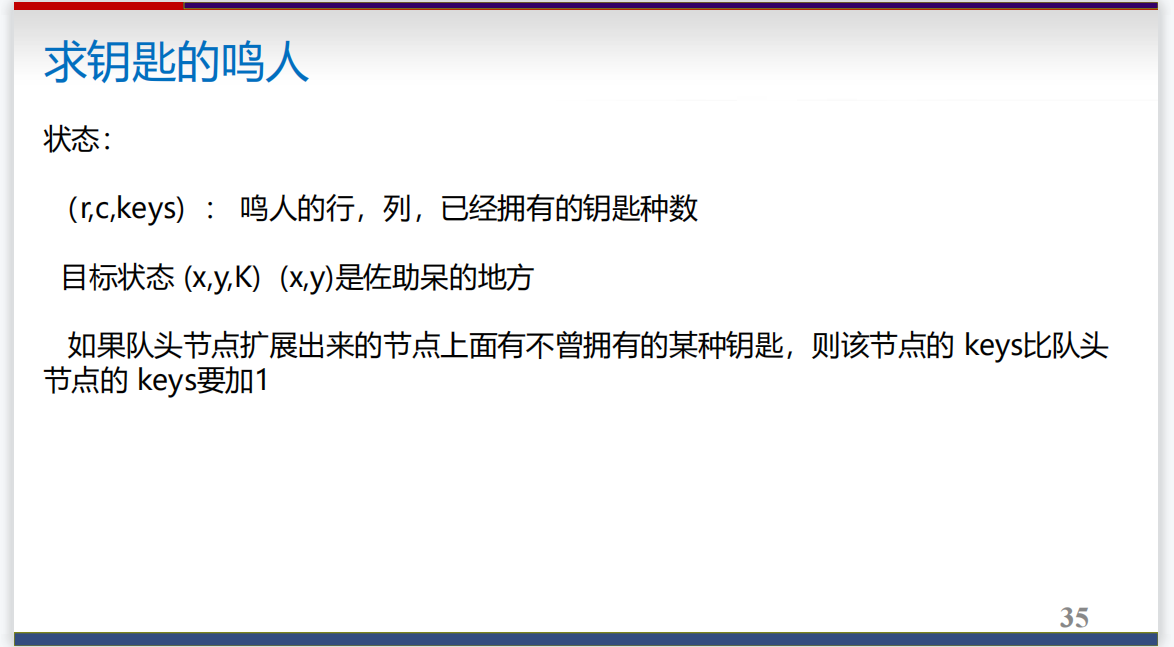 求钥匙的鸣人
状态：
（r,c,keys) ： 鸣人的行，列，已经拥有的钥匙种数
目标状态 (x,y,K)  (x,y)是佐助呆的地方
如果队头节点扩展出来的节点上面有不曾拥有的某种钥匙，则该节点的 keys比队头
节点的 keys要加1
35